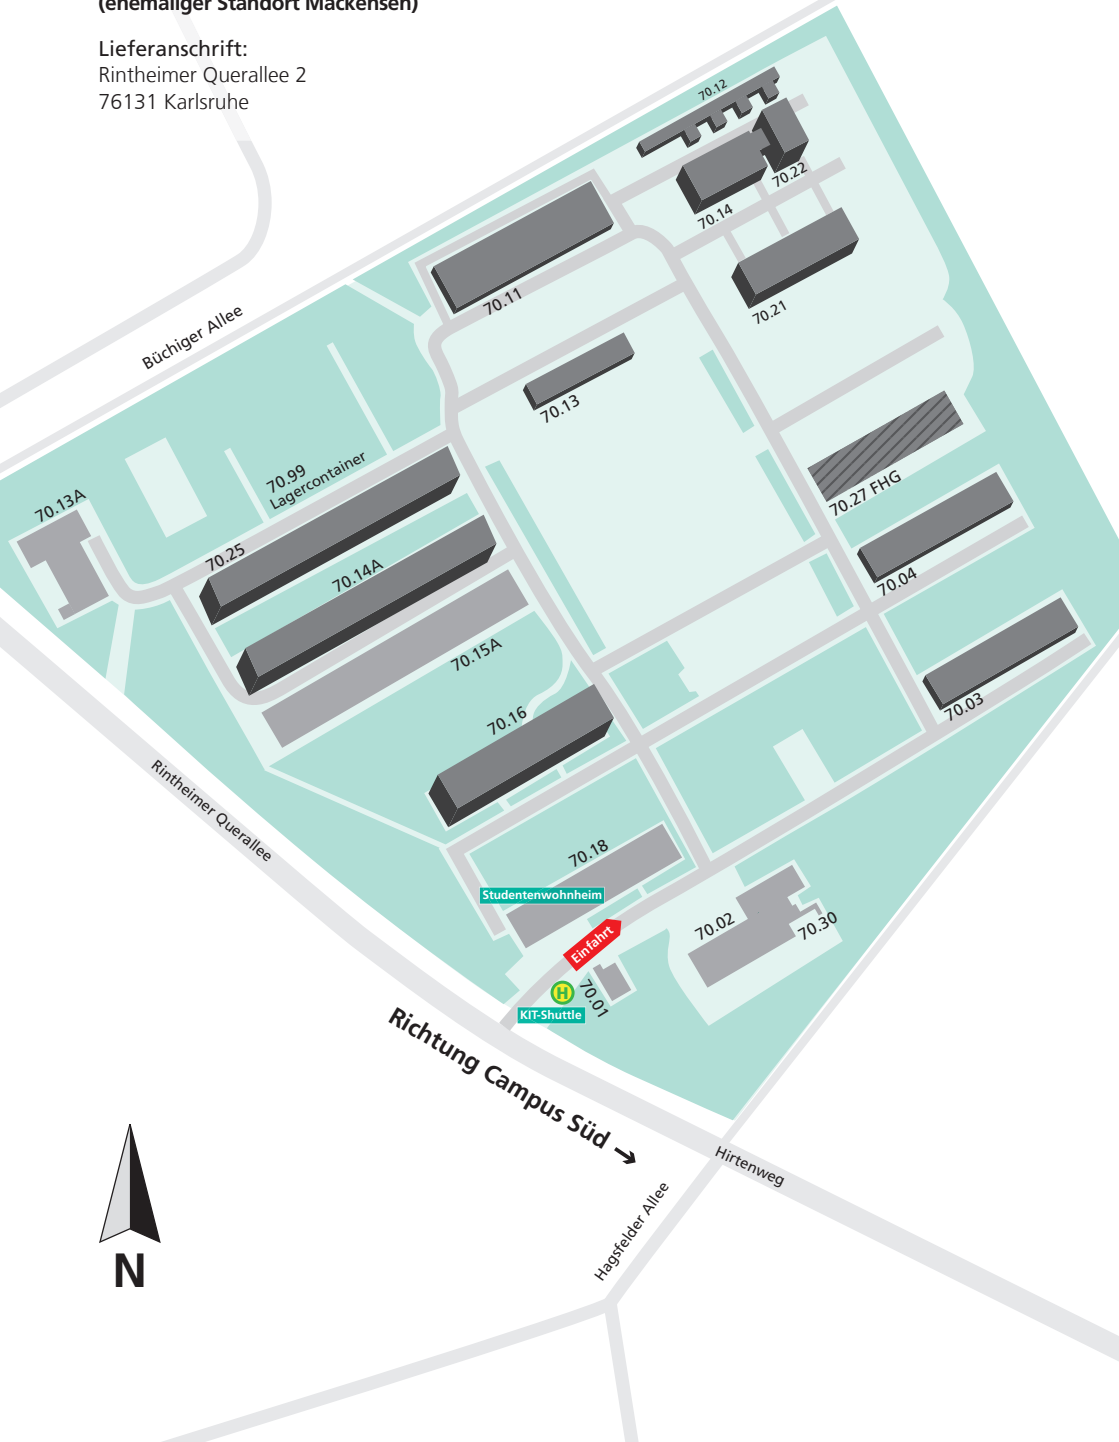 (ehemaliger Standort Mackensen)
Lieferanschrift:
Rintheimer Querallee 2
76131 Karlsruhe
70.12
70.22
70.14
70.11
70.21
Büchiger Allee
70.13
70.99
Lagercontainer
70.13A
70.27 FHG
70.25
70.14A
70.04
70.15A
70.03
70.16
Rintheimer Querallee
70.18
Studentenwohnheim
70.02
70.30
Einfahrt
70.01
H
KIT-Shuttle
Richtung Campus Süd →
Hirtenweg
Hagsfelder Allee
N